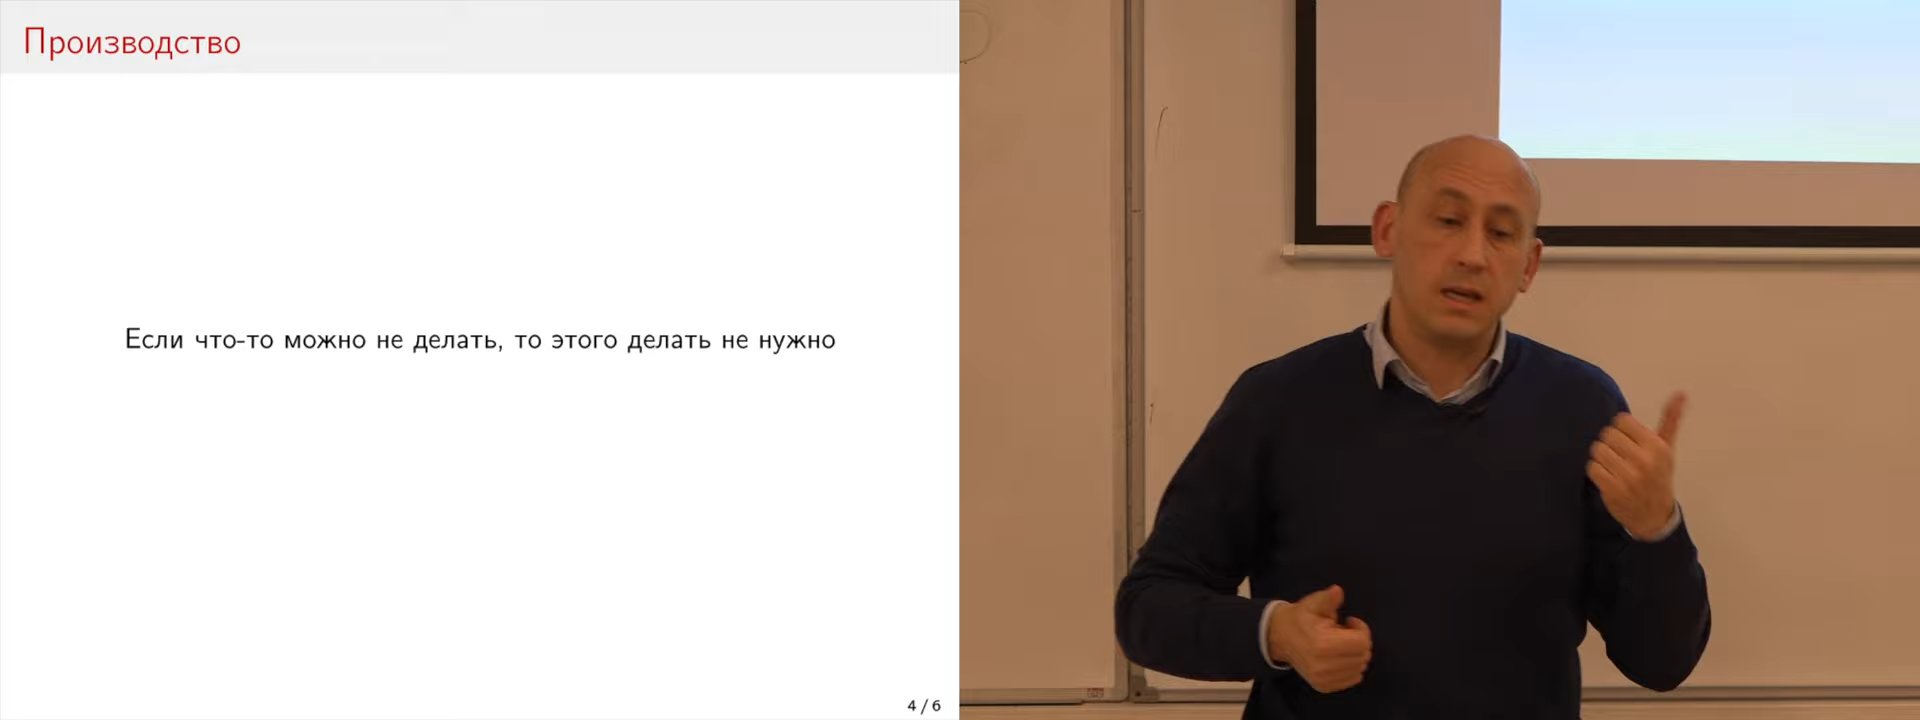 Производство
Если что-то можно не делать, то этого делать не нужно
4 / 6